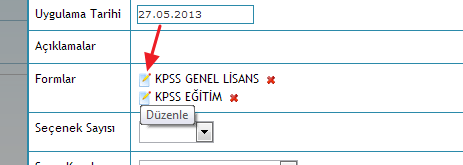 Uygulama Tarihi 27.05.2013
Açıklamalar
Formlar KPSS GENEL LİSANS
KPSS EĞİTİM
Düzenle
Seçenek Sayısı